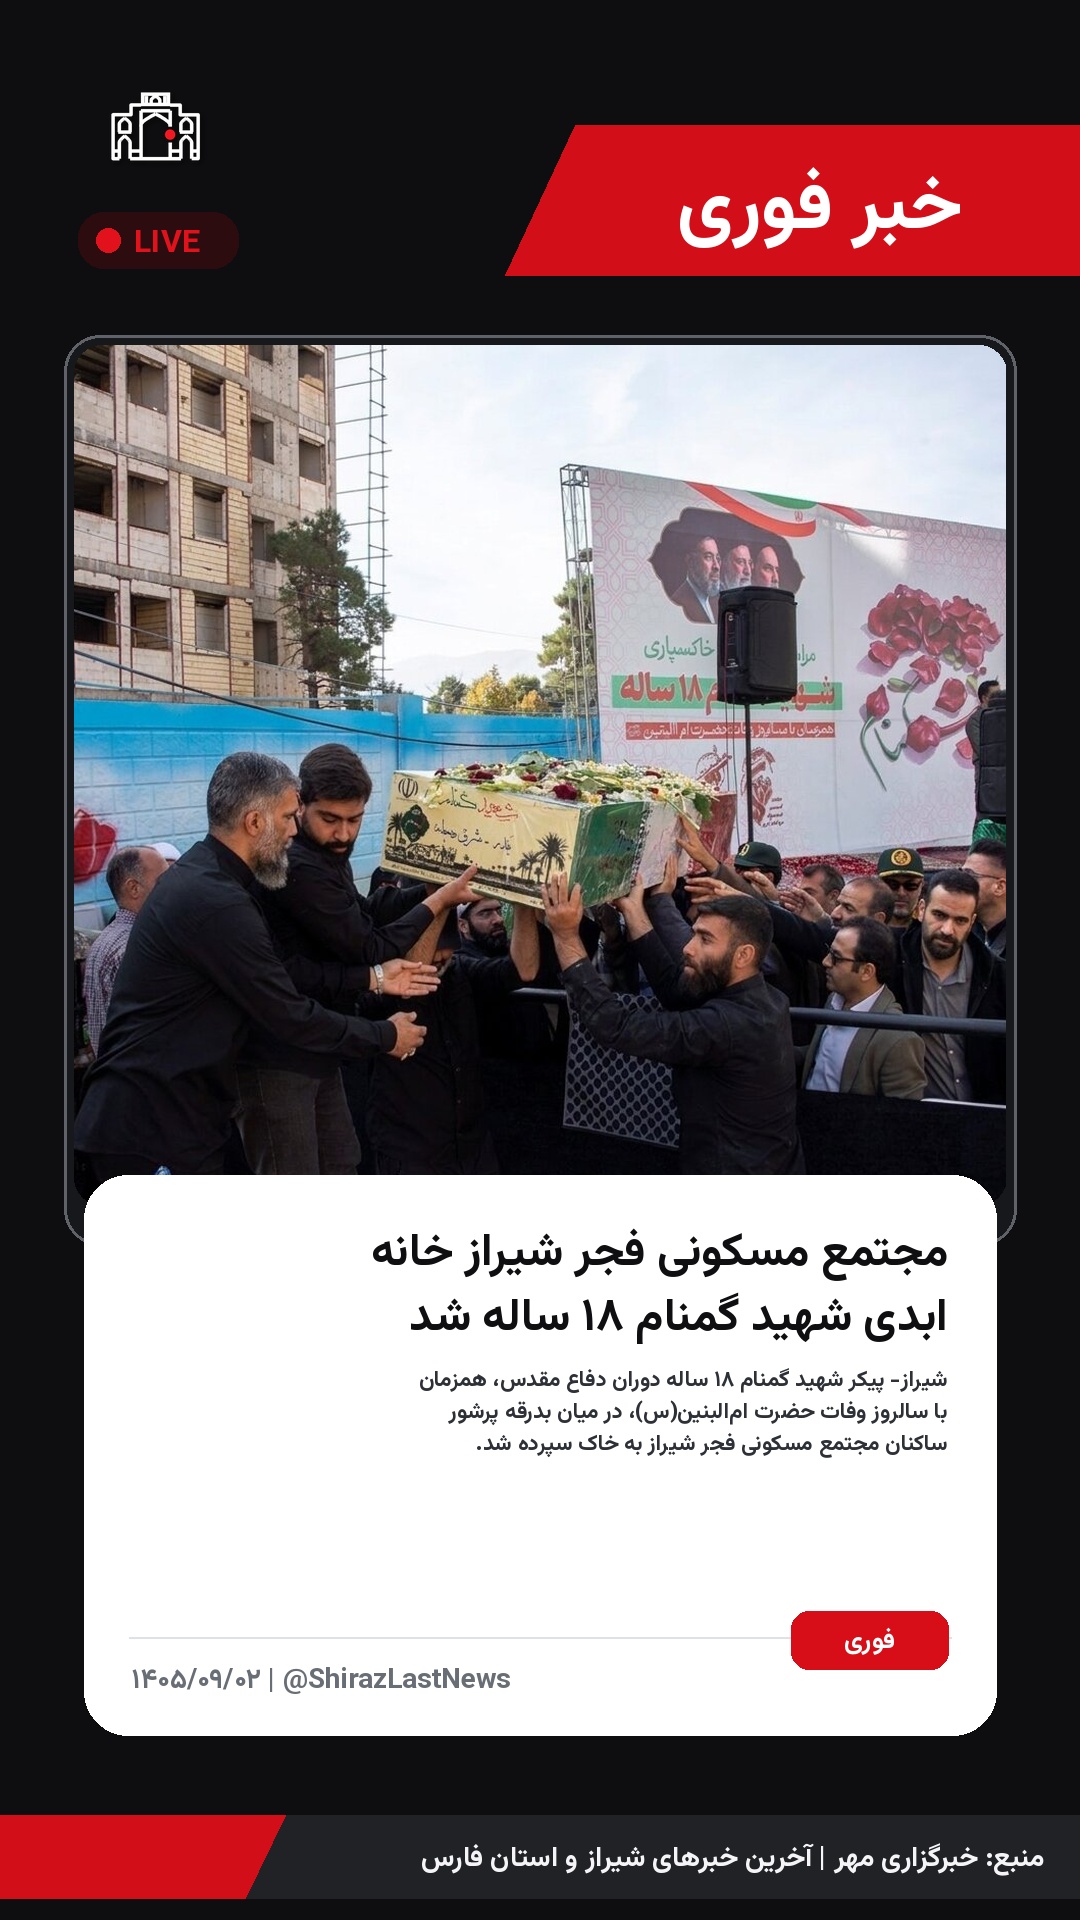 خبر فوری
LIVE
خاکسپاری
۱۸ ساله
شهید گمنام
مجتمع مسکونی فجر شیراز خانه
ابدی شهید گمنام ۱۸ ساله شد
شیراز- پیکر شهید گمنام ۱۸ ساله دوران دفاع مقدس، همزمان
با سالروز وفات حضرت ام‌البنین(س)، در میان بدرقه پرشور
ساکنان مجتمع مسکونی فجر شیراز به خاک سپرده شد.
فوری
۱۴۰۵/۰۹/۰۲ | @ShirazLastNews
منبع: خبرگزاری مهر | آخرین خبرهای شیراز و استان فارس